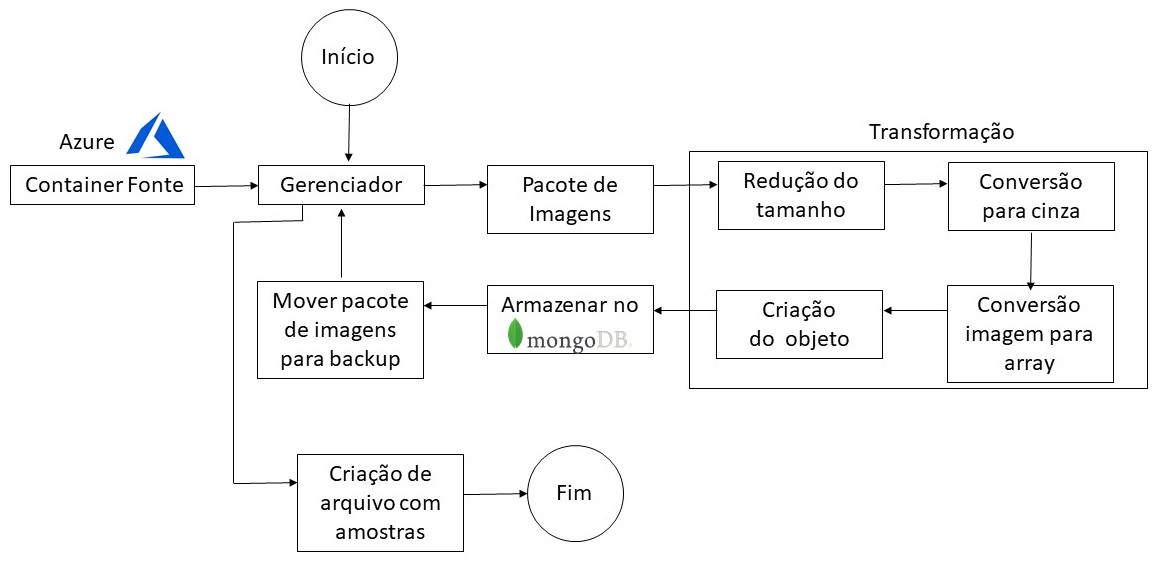 Início
Azure
Container Fonte
Gerenciador
Pacote de
Imagens
Transformação
Redução do
tamanho
Conversão
para cinza
Mover pacote
de imagens
para backup
Armazenar no
mongoDB
Criação
do objeto
Conversão
imagem para
array
Criação de
arquivo com
amostras
Fim